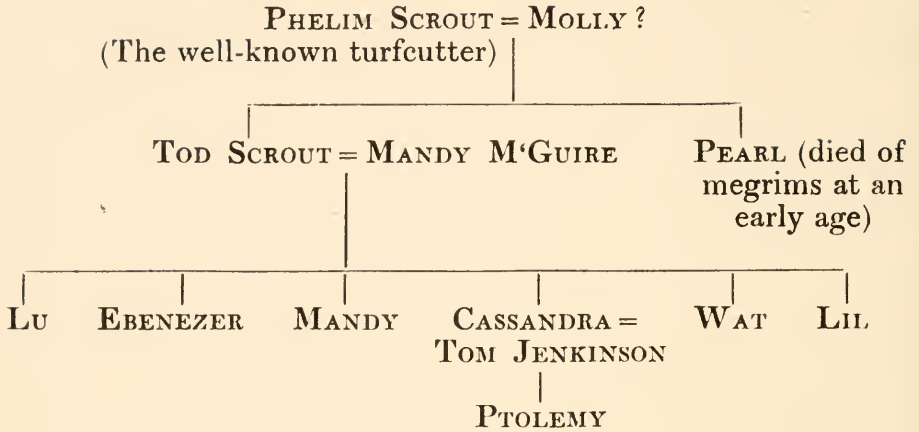 PHELIM SCROUT = MOLLY ?
(The well-known turfcutter)
TOD SCROUT = MANDY M‘GUIRE PEARL (died of
megrims at an
early age)
LU EBENEZER MANDY CASSANDRA = WAT LIL
TOM JENKINSON
PTOLEMY